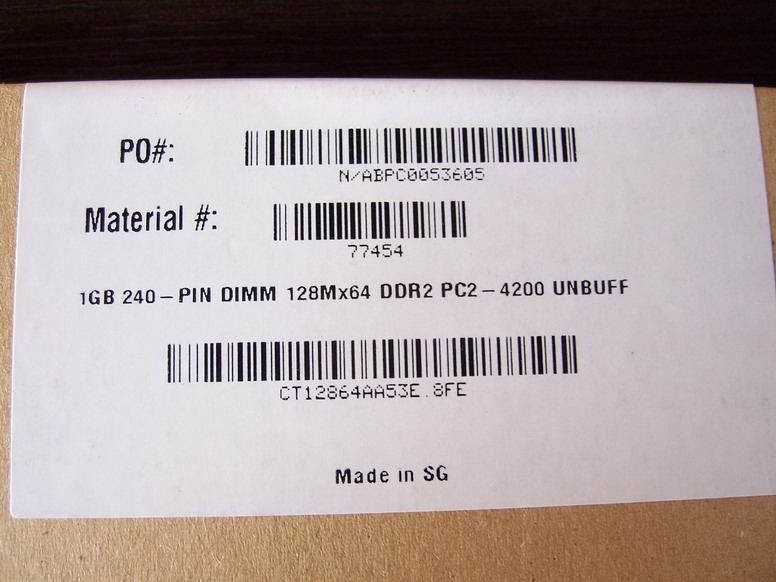 PO#:
N/ABPC0053605
Material #:
77454
1GB 240-PIN DIMM 128Mx64 DDR2 PC2-4200 UNBUFF
CT12864AA53E.8FE
Made in SG